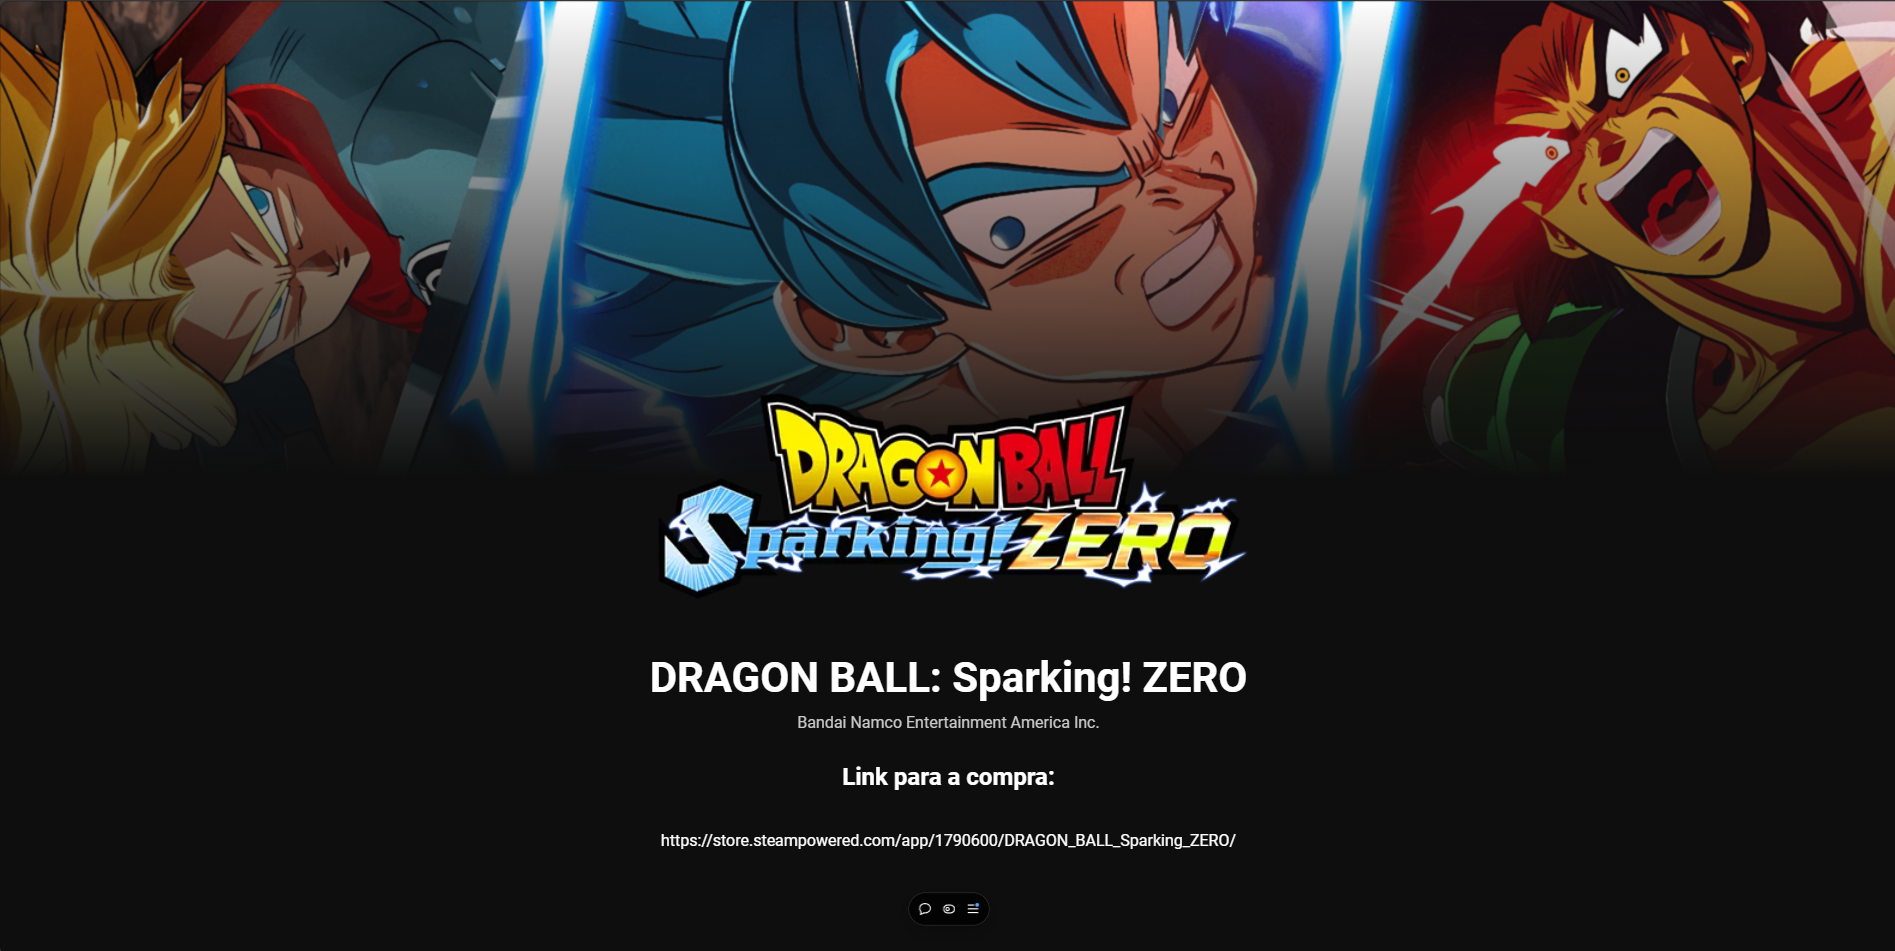 DRAGON BALL
Sparking! ZERO
DRAGON BALL: Sparking! ZERO
Bandai Namco Entertainment America Inc.
Link para a compra:
https://store.steampowered.com/app/1790600/DRAGON_BALL_Sparking_ZERO/